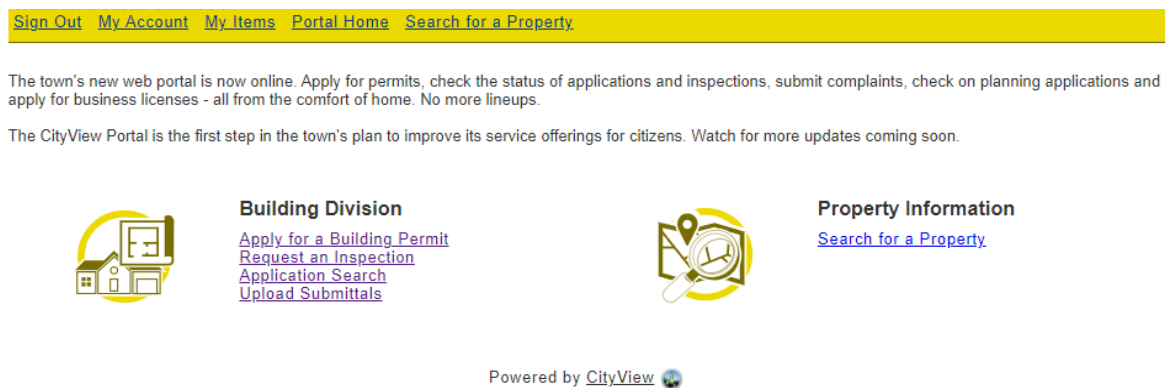 Sign Out My Account My Items Portal Home Search for a Property
The town's new web portal is now online. Apply for permits, check the status of applications and inspections, submit complaints, check on planning applications and
apply for business licenses - all from the comfort of home. No more lineups.
The CityView Portal is the first step in the town's plan to improve its service offerings for citizens. Watch for more updates coming soon.
Building Division
Apply for a Building Permit
Request an Inspection
Application Search
Upload Submittals
Property Information
Search for a Property
Powered by CityView